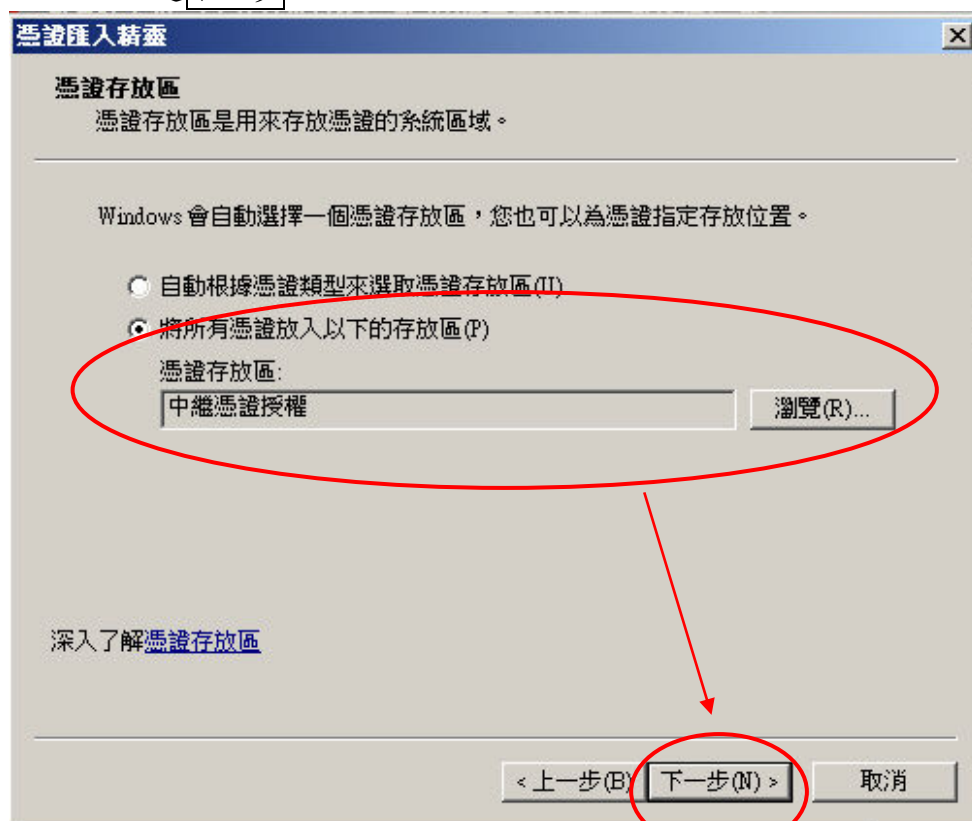 憑證匯入精靈
憑證存放區
憑證存放區是用來存放憑證的系統區域。
Windows 會自動選擇一個憑證存放區，您也可以為憑證指定存放位置。
自動根據憑證類型來選取憑證存放區(U)
將所有憑證放入以下的存放區(P)
憑證存放區:
中繼憑證授權
瀏覽(R)...
深入了解憑證存放區
<上一步(B)
下一步(N) >
取消